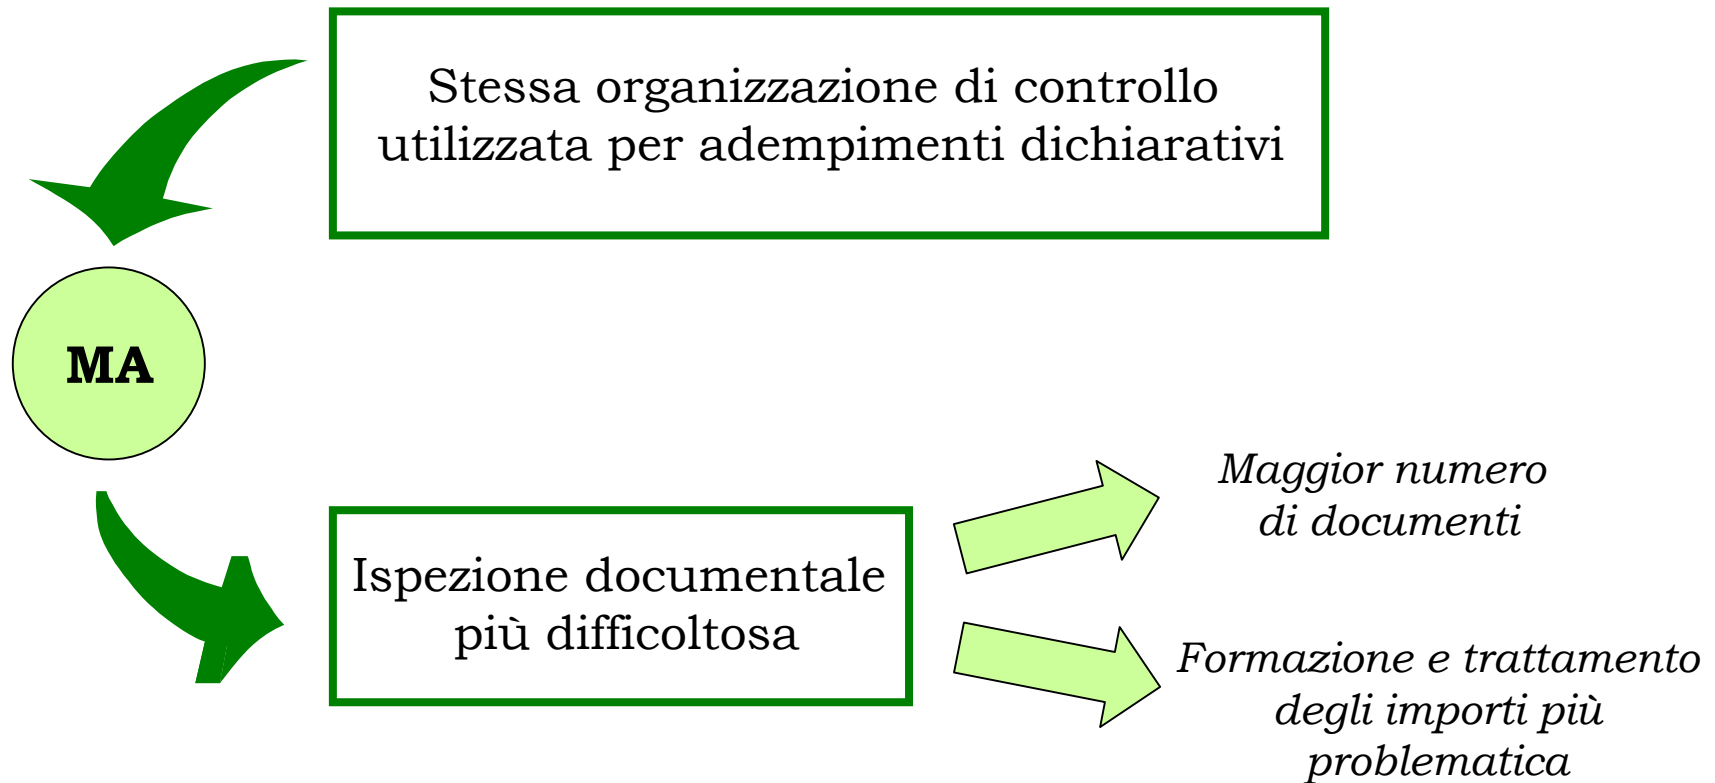 Stessa organizzazione di controllo
utilizzata per adempimenti dichiarativi
MA
Ispezione documentale
più difficoltosa
Maggior numero
di documenti
Formazione e trattamento
degli importi più
problematica